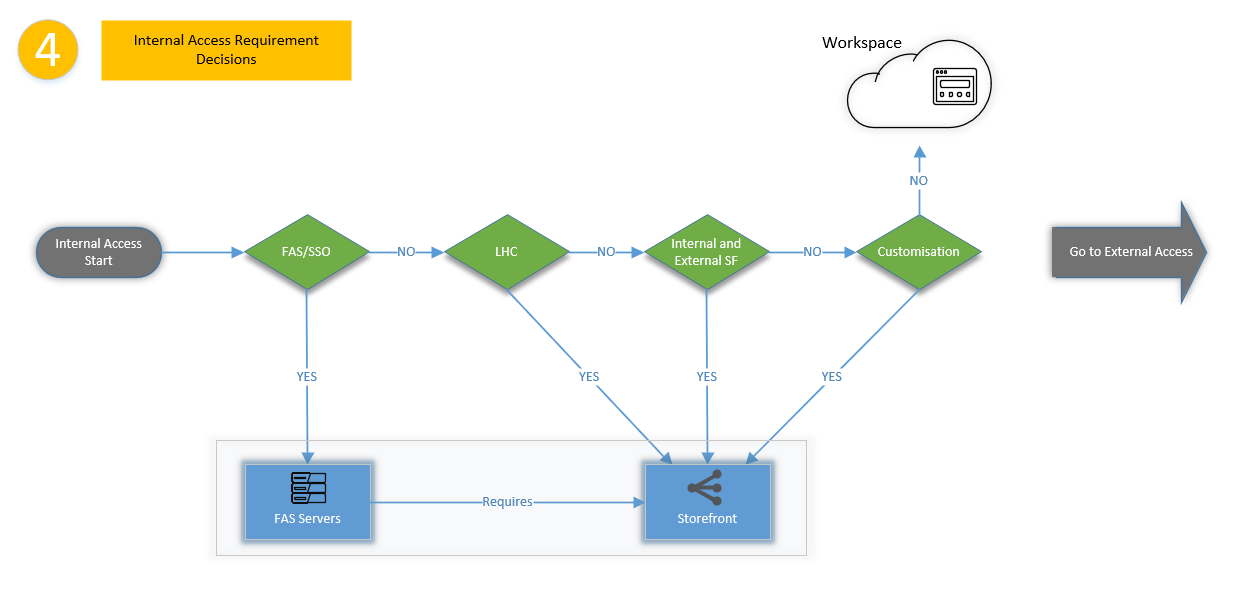 4
Internal Access Requirement
Decisions
Workspace
NO
Internal Access
Start
FAS/SSO
NO
LHC
NO
Internal and
External SF
NO
Customisation
Go to External Access
YES
YES
YES
YES
FAS Servers
Requires
Storefront